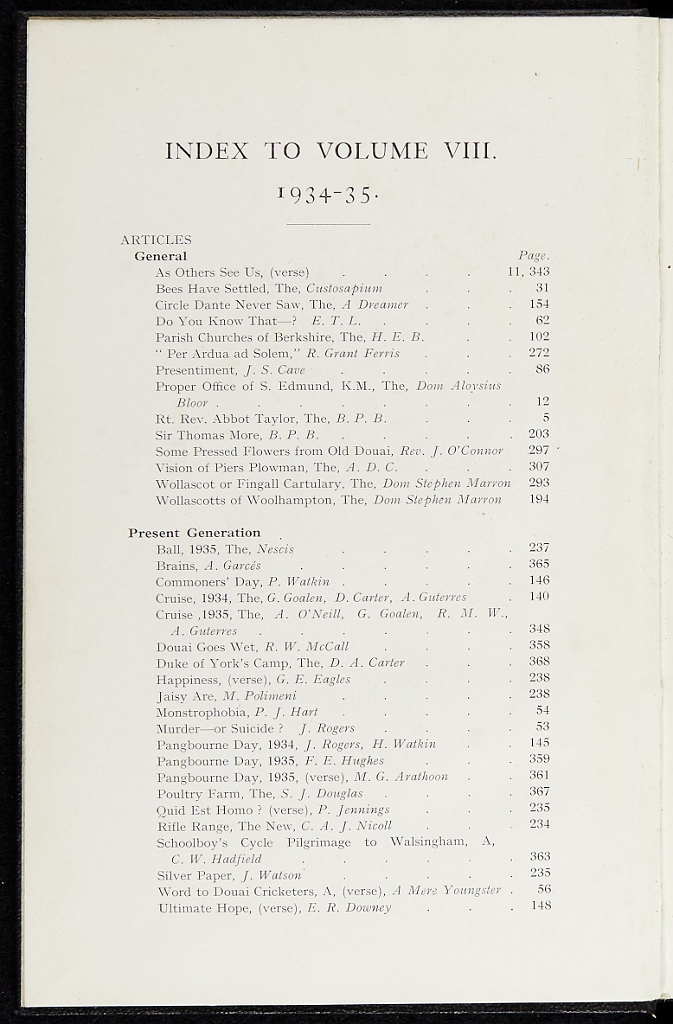 INDEX TO VOLUME VIII.
1934-35.
ARTICLES
General Page.
As Others See Us, (verse) . . . . 11, 343
Bees Have Settled, The, Custosapium . . . 31
Circle Dante Never Saw, The, A Dreamer . . . 154
Do You Know That—? E. T. L. . . . . 62
Parish Churches of Berkshire, The, H. E. B. . . 102
" Per Ardua ad Solem," R. Grant Ferris . . . 272
Presentiment, J. S. Cave . . . . . 86
Proper Office of S. Edmund, K.M., The, Dom Aloysius
Bloor . . . . . . . . 12
Rt. Rev. Abbot Taylor, The, B. P. B. . . . 5
Sir Thomas More, B. P. B. . . . . . 203
Some Pressed Flowers from Old Douai, Rev. J. O'Connor 297
Vision of Piers Plowman, The, A. D. C. . . . 307
Wollascot or Fingall Cartulary, The, Dom Stephen Marron 293
Wollascotts of Woolhampton, The, Dom Stephen Marron 194
Present Generation
Ball, 1935, The, Nescis . . . . . 237
Brains, A. Garcés . . . . . . 365
Commoners' Day, P. Watkin . . . . . 146
Cruise, 1934, The, G. Goalen, D. Carter, A. Guterres . 140
Cruise ,1935, The, A. O'Neill, G. Goalen, R. M. W.,
A. Guterres . . . . . . . 348
Douai Goes Wet, R. W. McCall . . . . 358
Duke of York's Camp, The, D. A. Carter . . . 368
Happiness, (verse), G. E. Eagles . . . . 238
Jaisy Are, M. Polimeni . . . . . 238
Monstrophobia, P. J. Hart . . . . . 54
Murder—or Suicide ? J. Rogers . . . . 53
Pangbourne Day, 1934, J. Rogers, H. Watkin . . 145
Pangbourne Day, 1935, F. E. Hughes . . . 359
Pangbourne Day, 1935, (verse), M. G. Arathoon . . 361
Poultry Farm, The, S. J. Douglas . . . . 367
Quid Est Homo ? (verse), P. Jennings . . . 235
Rifle Range, The New, C. A. J. Nicoll . . . 234
Schoolboy's Cycle Pilgrimage to Walsingham, A,
C. W. Hadfield . . . . . . 363
Silver Paper, J. Watson . . . . . 235
Word to Douai Cricketers, A, (verse), A Mere Youngster . 56
Ultimate Hope, (verse), E. R. Downey . . . 148